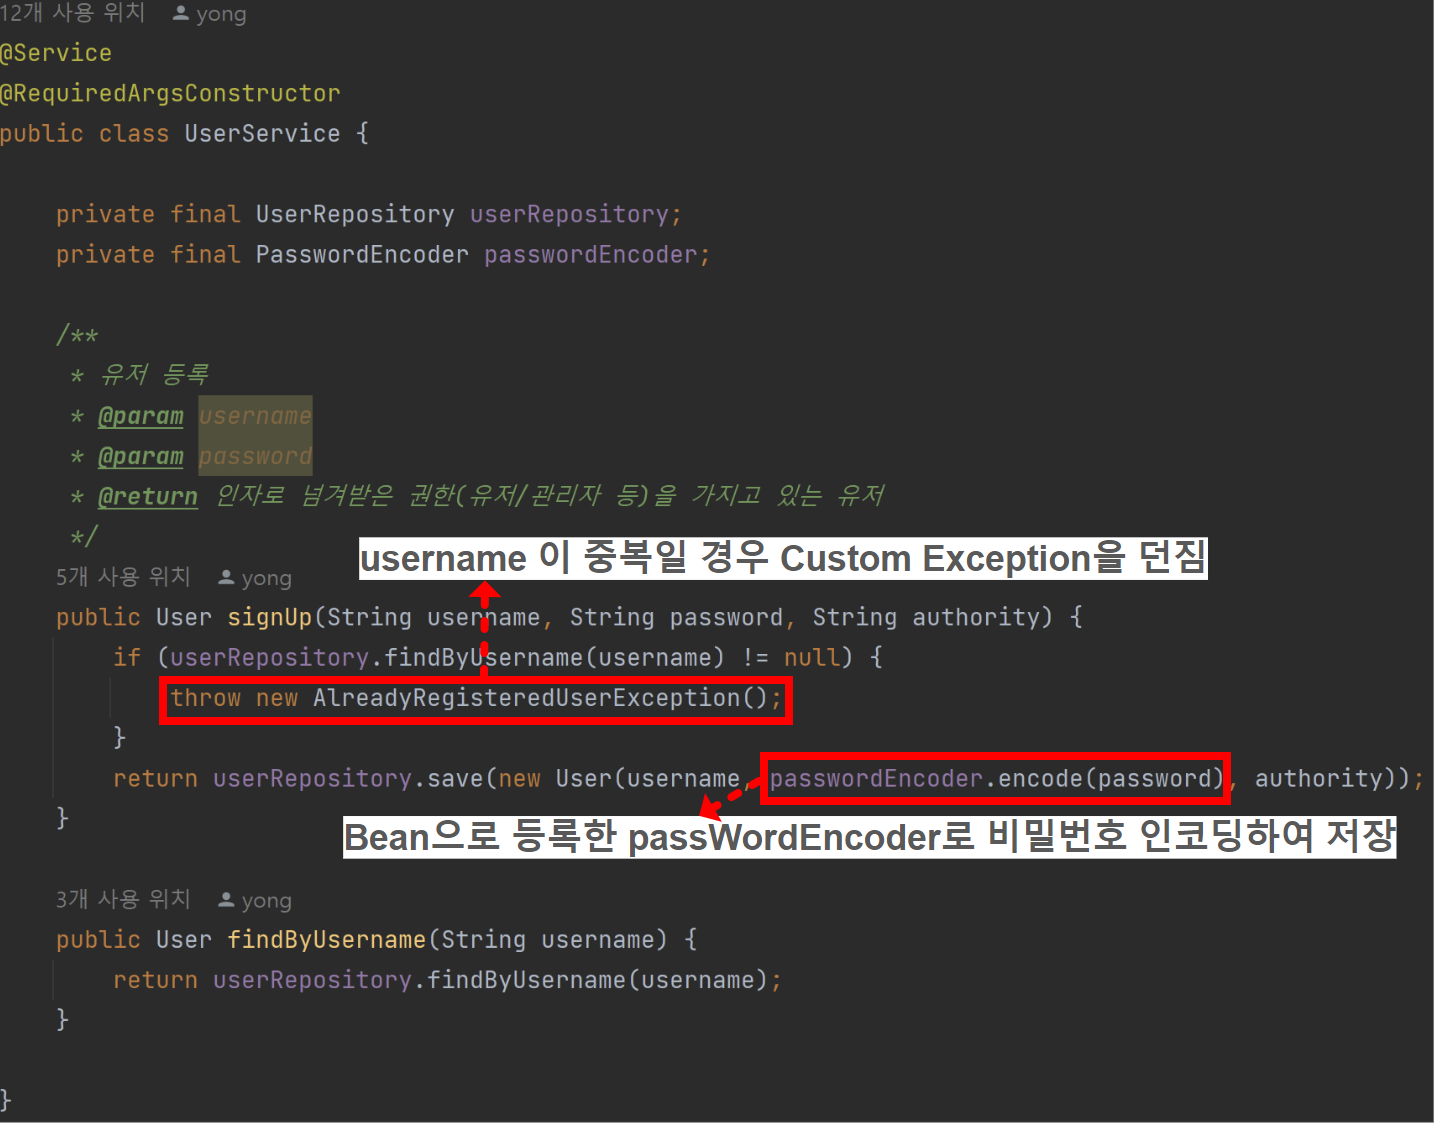 12개 사용 위치 yong
@Service
@RequiredArgsConstructor
public class UserService {
private final UserRepository userRepository;
private final PasswordEncoder passwordEncoder;
/**
* 유저 등록
* @param username
* @param password
* @return 인자로 넘겨받은 권한(유저/관리자 등)을 가지고 있는 유저
*/
username 이 중복일 경우 Custom Exception을 던짐
5개 사용 위치 yong
public User signUp(String username, String password, String authority) {
if (userRepository.findByUsername(username) != null) {
throw new AlreadyRegisteredUserException();
}
return userRepository.save(new User(username, passwordEncoder.encode(password), authority));
}
Bean으로 등록한 passWordEncoder로 비밀번호 인코딩하여 저장
3개 사용 위치 yong
public User findByUsername(String username) {
return userRepository.findByUsername(username);
}
}